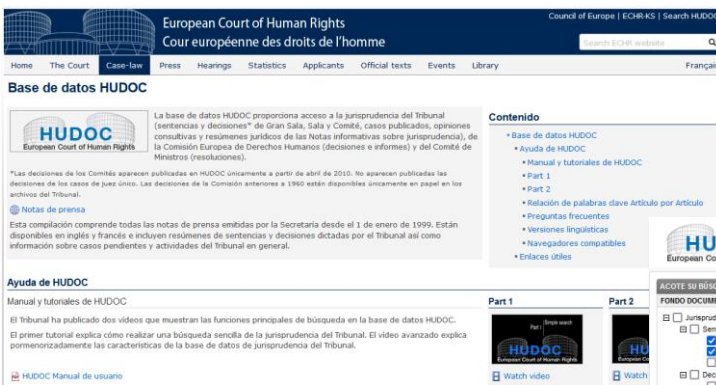 European Court of Human Rights
Cour européenne des droits de l'homme
Council of Europe | ECHR-KS | Search HUDOC
Search ECHR website
Home The Court Case-law Press Hearings Statistics Applicants Official texts Events Library Français
Base de datos HUDOC
HUDOC
European Court of Human Rights
La base de datos HUDOC proporciona acceso a la jurisprudencia del Tribunal
(sentencias y decisiones* de Gran Sala, Sala y Comité, casos publicados, opiniones
consultivas y resúmenes jurídicos de las Notas informativas sobre jurisprudencia), de
la Comisión Europea de Derechos Humanos (decisiones e informes) y del Comité de
Ministros (resoluciones).
*Las decisiones de los Comités aparecen publicadas en HUDOC únicamente a partir de abril de 2010. No aparecen publicadas las
decisiones de los casos de juez único. Las decisiones de la Comisión anteriores a 1960 están disponibles únicamente en papel en los
archivos del Tribunal.
Notas de prensa
Esta compilación comprende todas las notas de prensa emitidas por la Secretaría desde el 1 de enero de 1999. Están
disponibles en inglés y francés e incluyen resúmenes de sentencias y decisiones dictadas por el Tribunal así como
información sobre casos pendientes y actividades del Tribunal en general.
Contenido
Base de datos HUDOC
Ayuda de HUDOC
Manual y tutoriales de HUDOC
Part 1
Part 2
Relación de palabras clave Artículo por Artículo
Preguntas frecuentes
Versiones lingüísticas
Navegadores compatibles
Enlaces útiles
Ayuda de HUDOC
Manual y tutoriales de HUDOC
El Tribunal ha publicado dos vídeos que muestran las funciones principales de búsqueda en la base de datos HUDOC.
El primer tutorial explica cómo realizar una búsqueda sencilla de la jurisprudencia del Tribunal. El vídeo avanzado explica
pormenorizadamente las características de la base de datos de jurisprudencia del Tribunal.
HUDOC Manual de usuario
Part 1
Part 1 Simple search
HUDOC
European Court of Human Rights
Watch video
Part 2
HU
Watch
HU
European Co
ACOTE SU BÚSQ
FONDO DOCUME
Jurisprud
Sen
Dec